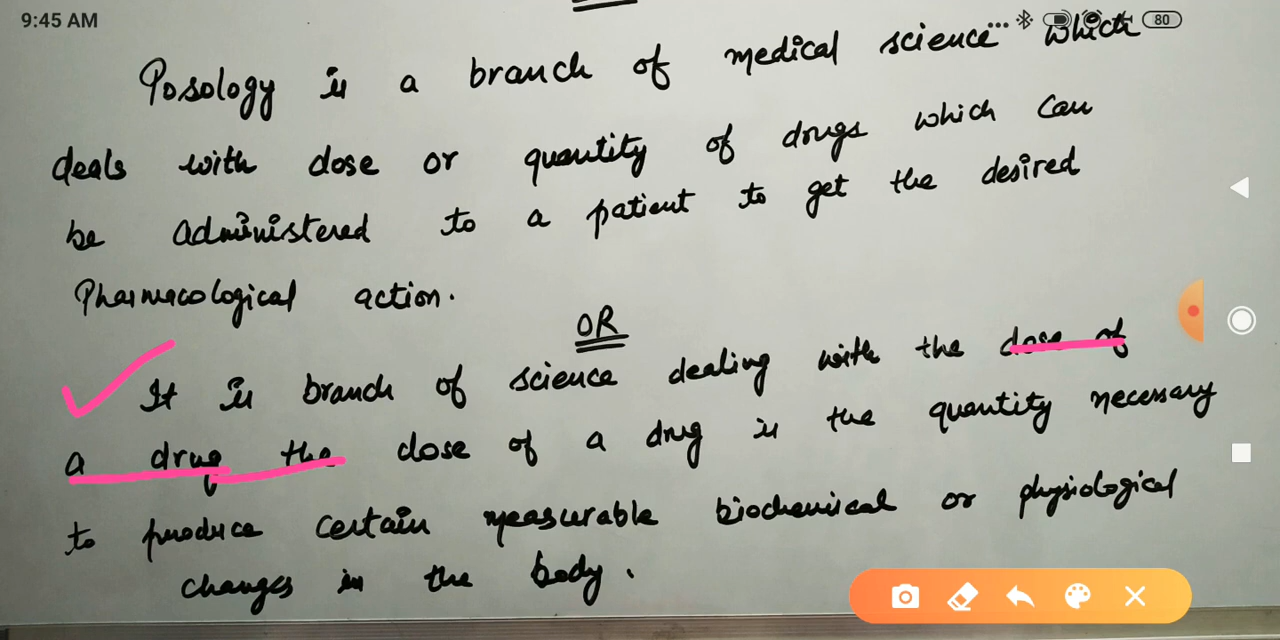 9:45 AM
80
Posology is a branch of medical science which
deals with dose or quantity of drugs which can
be administered to a patient to get the desired
Pharmacological action.
OR
It is branch of science dealing with the dose of
a drug the dose of a drug is the quantity necessary
to produce certain measurable biochemical or physiological
changes in the body.